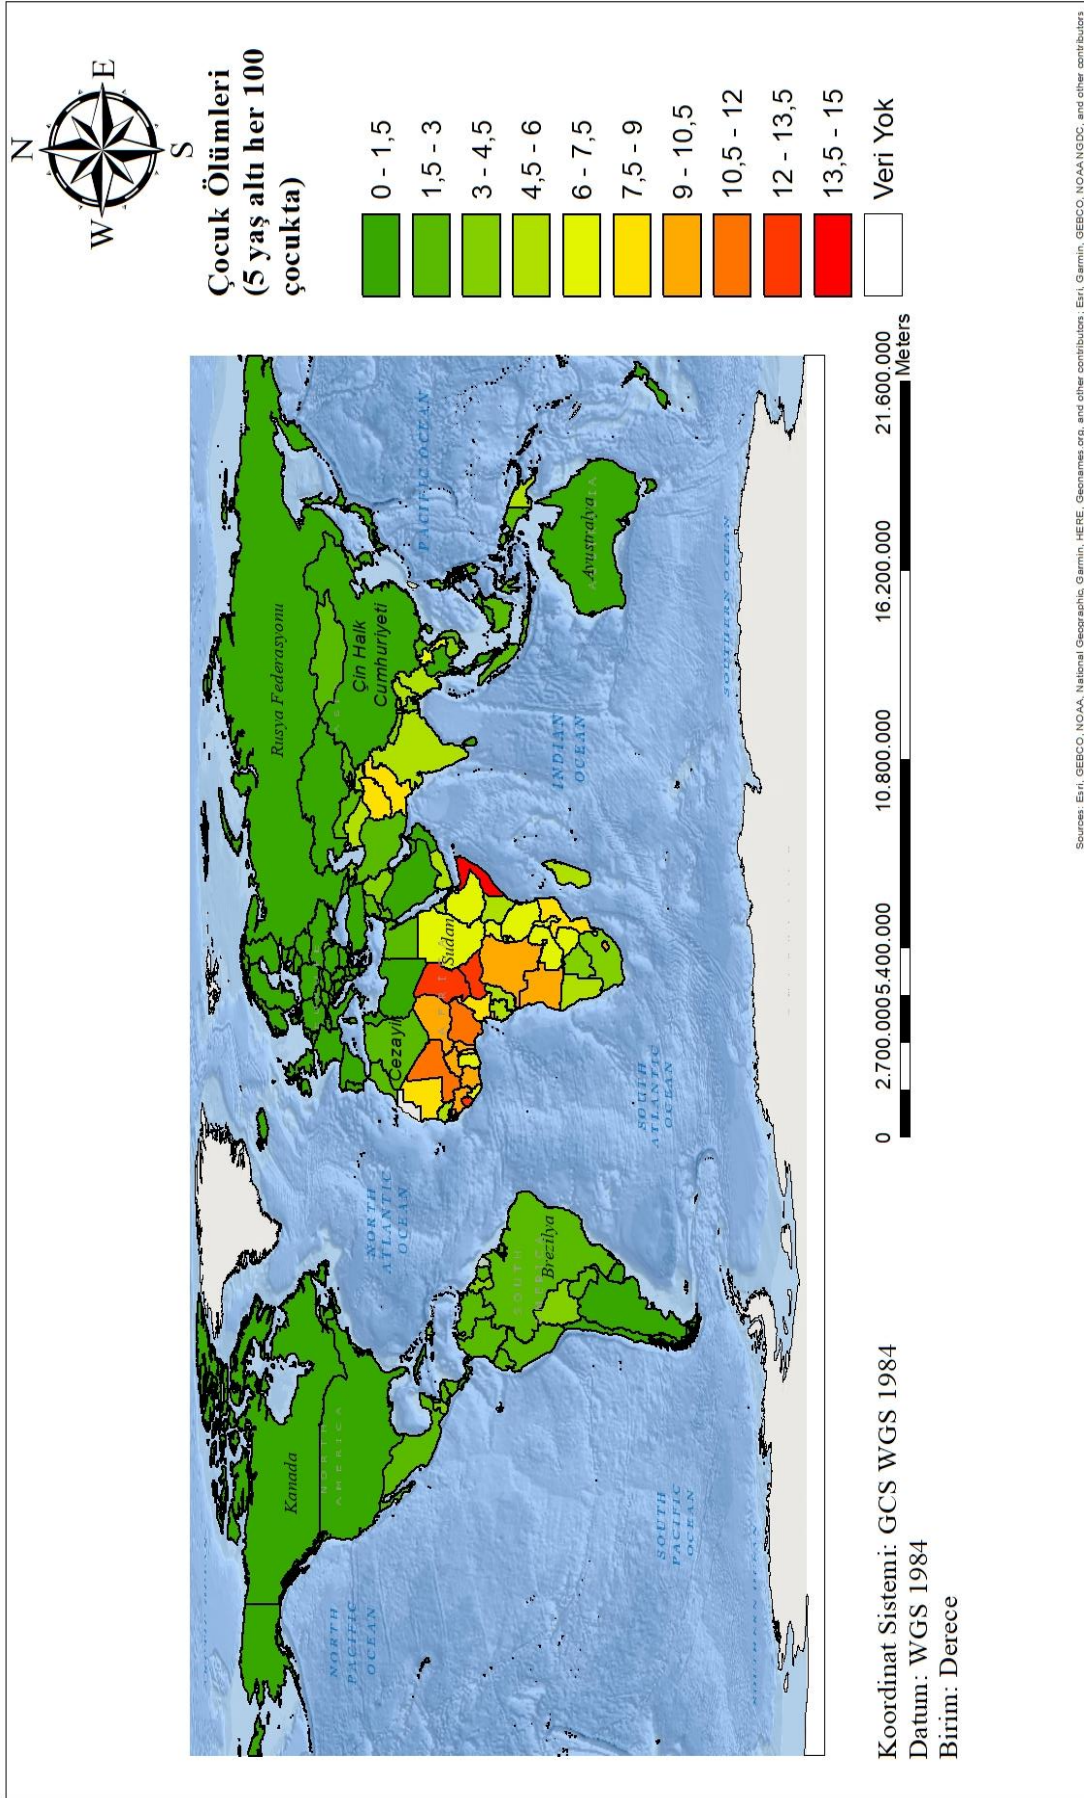 N
W
E
S
Çocuk Ölümleri
(5 yaş altı her 100
çocukta)
0 - 1,5
1,5 - 3
3 - 4,5
4,5 - 6
6 - 7,5
7,5 - 9
9 - 10,5
10,5 - 12
12 - 13,5
13,5 - 15
Veri Yok
Kanada
NORTH
AMERICA
Rusya Federasyonu
Çin Halk
Cumhuriyeti
Cezayir
Sudan
Brezilya
SOUTH
Avustralya
NORTH
PACIFIC
OCEAN
NORTH
ATLANTIC
OCEAN
PACIFIC OCEAN
INDIAN
OCEAN
SOUTH
PACIFIC
OCEAN
SOUTH
ATLANTIC
OCEAN
SOUTHERN OCEAN
0
2.700.000
5.400.000
10.800.000
16.200.000
21.600.000
Meters
Koordinat Sistemi: GCS WGS 1984
Datum: WGS 1984
Birim: Derece
Sources: Esri, GEBCO, NOAA, National Geographic, Garmin, HERE, Geonames.org, and other contributors; Esri, Garmin, GEBCO, NOAA NGDC, and other contributors